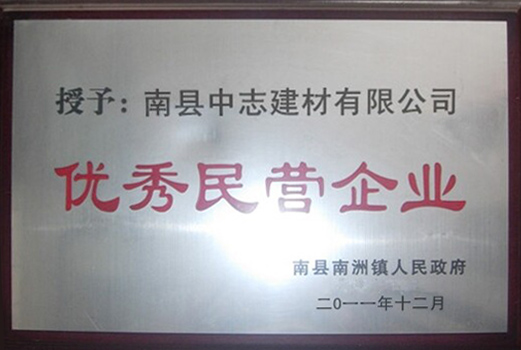 授予：南县中志建材有限公司
优秀民营企业
南县南洲镇人民政府
二0一一年十二月